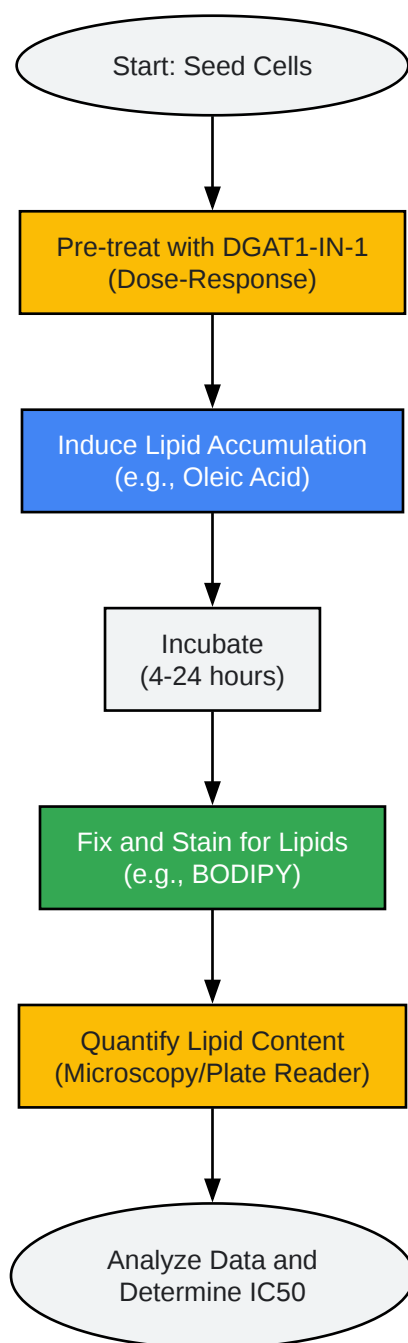 Start: Seed Cells
Pre-treat with DGAT1-IN-1
(Dose-Response)
Induce Lipid Accumulation
(e.g., Oleic Acid)
Incubate
(4-24 hours)
Fix and Stain for Lipids
(e.g., BODIPY)
Quantify Lipid Content
(Microscopy/Plate Reader)
Analyze Data and
Determine IC50